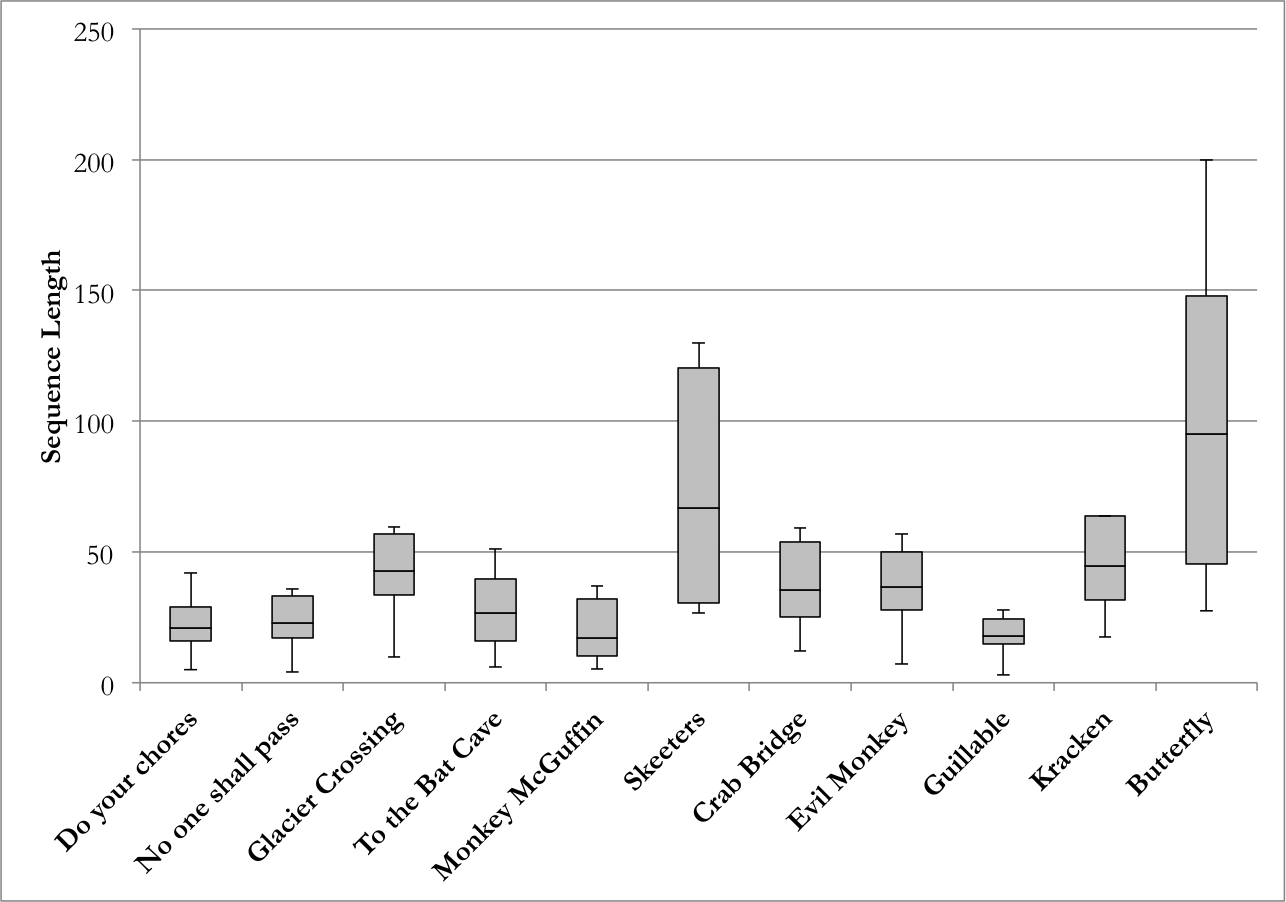 250
200
150
100
50
0
Sequence Length
Do your chores
No one shall pass
Glacier Crossing
To the Bat Cave
Monkey McGuffin
Skeeters
Crab Bridge
Evil Monkey
Guillable
Kracken
Butterfly